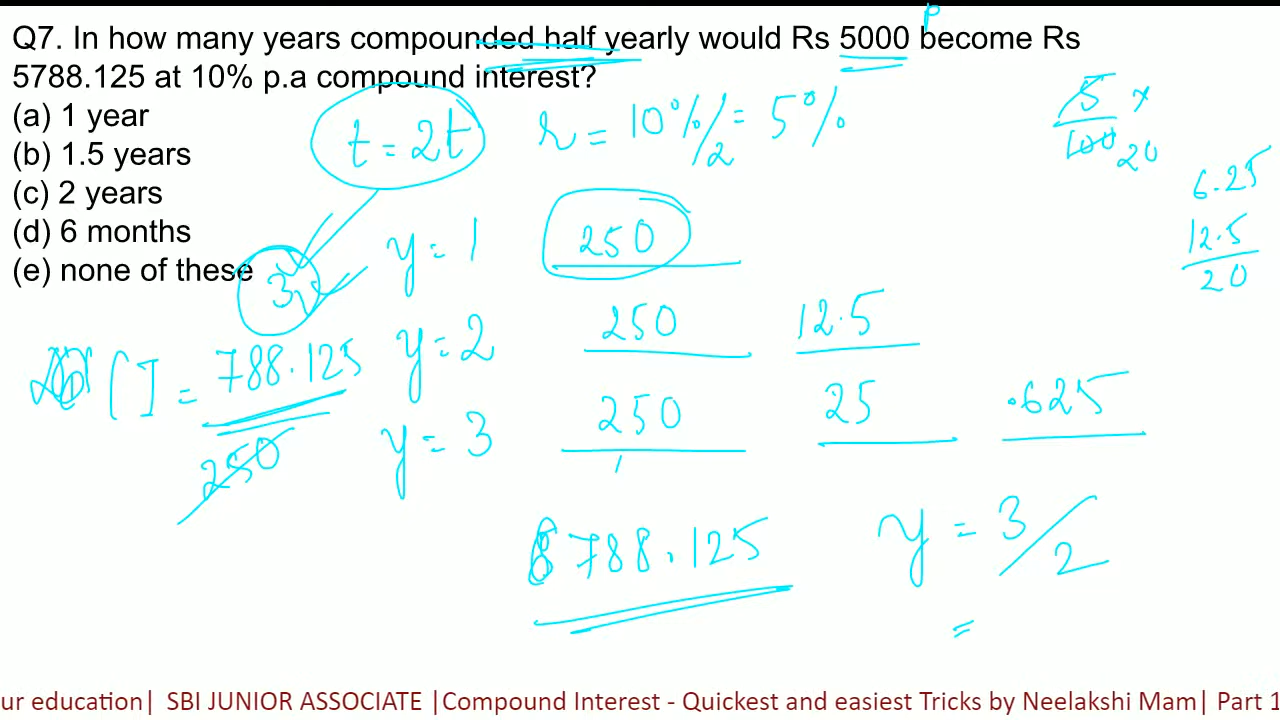 Q7. In how many years compounded half yearly would Rs 5000 become Rs
5788.125 at 10% p.a compound interest?
(a) 1 year
(b) 1.5 years
(c) 2 years
(d) 6 months
(e) none of these
P
t = 2t
r = 10%/2 = 5%
5 x
100 20
6.25
12.5
20
3
y = 1 250
y = 2 250 12.5
CI = 788.125
250
y = 3 250 25 .625
788.125
y = 3/2
=
ur education| SBI JUNIOR ASSOCIATE |Compound Interest - Quickest and easiest Tricks by Neelakshi Mam| Part 1